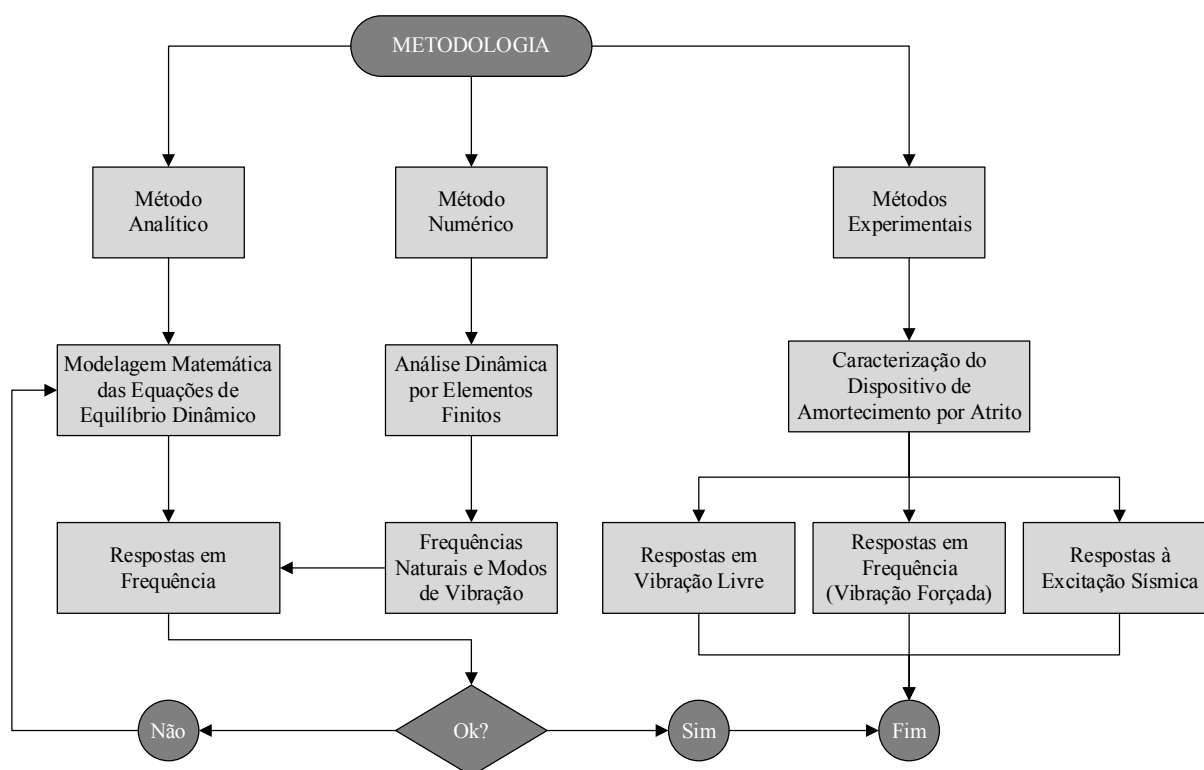 METODOLOGIA
Método
Analítico
Método
Numérico
Métodos
Experimentais
Modelagem Matemática
das Equações de
Equilíbrio Dinâmico
Análise Dinâmica
por Elementos
Finitos
Caracterização do
Dispositivo de
Amortecimento por Atrito
Respostas em
Frequência
Frequências
Naturais e Modos
de Vibração
Respostas em
Vibração Livre
Respostas em
Frequência
(Vibração Forçada)
Respostas à
Excitação Sísmica
Não
Ok?
Sim
Fim